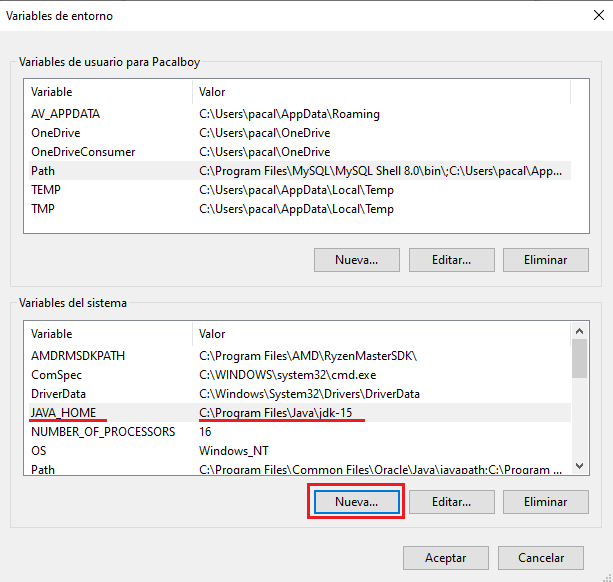 Variables de entorno
Variables de usuario para Pacalboy
Variable Valor
AV_APPDATA C:\Users\pacal\AppData\Roaming
OneDrive C:\Users\pacal\OneDrive
OneDriveConsumer C:\Users\pacal\OneDrive
Path C:\Program Files\MySQL\MySQL Shell 8.0\bin\;C:\Users\pacal\App...
TEMP C:\Users\pacal\AppData\Local\Temp
TMP C:\Users\pacal\AppData\Local\Temp
Nueva... Editar... Eliminar
Variables del sistema
Variable Valor
AMDRMSDKPATH C:\Program Files\AMD\RyzenMasterSDK\
ComSpec C:\WINDOWS\system32\cmd.exe
DriverData C:\Windows\System32\Drivers\DriverData
JAVA_HOME C:\Program Files\Java\jdk-15
NUMBER_OF_PROCESSORS 16
OS Windows_NT
Path C:\Program Files\Common Files\Oracle\Java\javapath;C:\Program ...
Nueva... Editar... Eliminar
Aceptar Cancelar